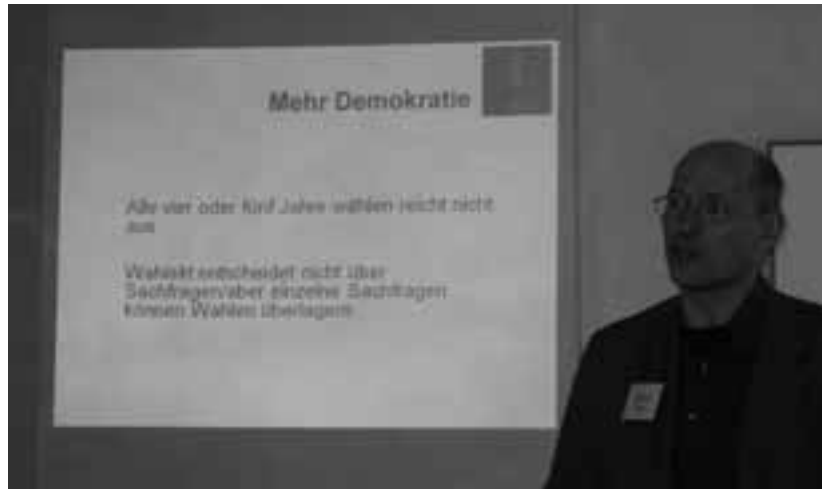 Mehr Demokratie
Alle vier oder fünf Jahre wählen reicht nicht
aus
Wahlakt entscheidet nicht über
Sachfragen/aber einzelne Sachfragen
können Wahlen überlagern